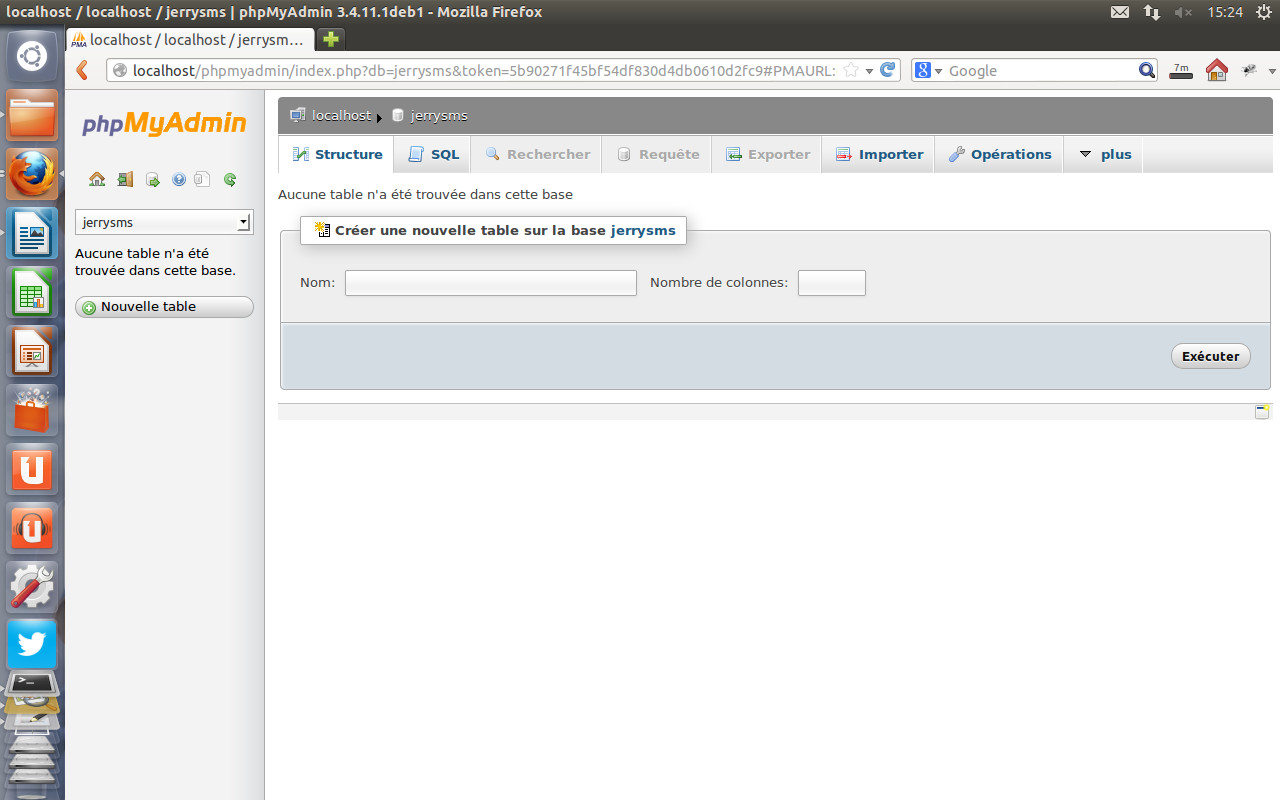 localhost / localhost / jerrysms | phpMyAdmin 3.4.11.1deb1 - Mozilla Firefox
15:24
localhost / localhost / jerrysm...
localhost/phpmyadmin/index.php?db=jerrysms&token=5b90271f45bf54df830d4db0610d2fc9#PMAURL:
Google
7m
phpMyAdmin
localhost
jerrysms
Structure
SQL
Rechercher
Requête
Exporter
Importer
Opérations
plus
jerrysms
Aucune table n'a été
trouvée dans cette base.
Nouvelle table
Aucune table n'a été trouvée dans cette base
Créer une nouvelle table sur la base jerrysms
Nom:
Nombre de colonnes:
Exécuter